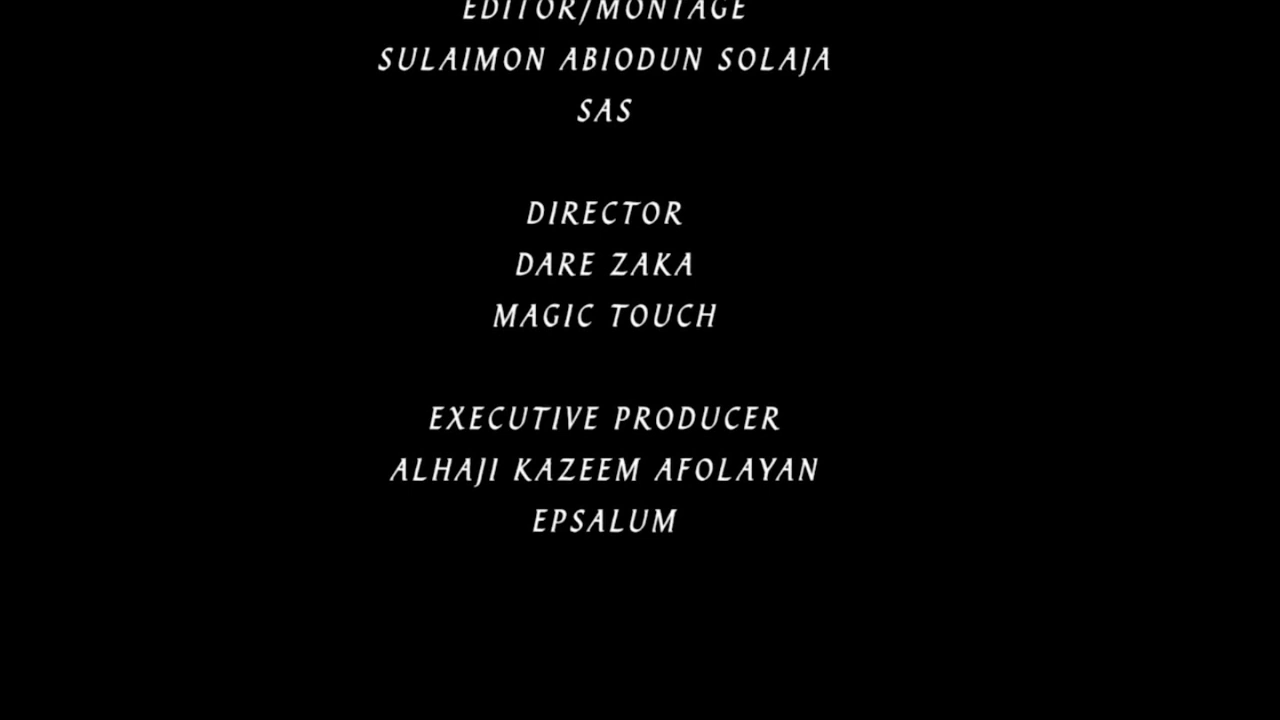 EDITOR/MONTAGE
SULAIMON ABIODUN SOLAJA
SAS
DIRECTOR
DARE ZAKA
MAGIC TOUCH
EXECUTIVE PRODUCER
ALHAJI KAZEEM AFOLAYAN
EPSALUM